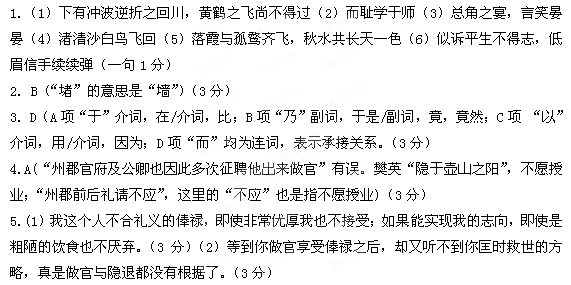 1. (1) 下有冲波逆折之回川，黄鹤之飞尚不得过 (2) 而耻学于师 (3) 总角之宴，言笑晏
晏 (4) 渚清沙白鸟飞回 (5) 落霞与孤鹜齐飞，秋水共长天一色 (6) 似诉平生不得志，低
眉信手续续弹（一句 1 分）
2. B（“堵”的意思是“墙”）(3 分)
3. D（A 项“于”介词，在/介词，比；B 项“乃”副词，于是/副词，竟，竟然；C 项 “以”
介词，用/介词，因为；D 项“而”均为连词，表示承接关系。（3 分）
4.A(“州郡官府及公卿也因此多次征聘他出来做官”有误。樊英“隐于壶山之阳”，不愿授
业；“州郡前后礼请不应”，这里的“不应”也是指不愿授业）（3 分）
5.(1) 我这个人不合礼义的俸禄，即使非常优厚我也不接受；如果能实现我的志向，即使是
粗陋的饮食也不厌弃。（3 分）(2) 等到你做官享受俸禄之后，却又听不到你匡时救世的方
略，真是做官与隐退都没有根据了。（3 分）